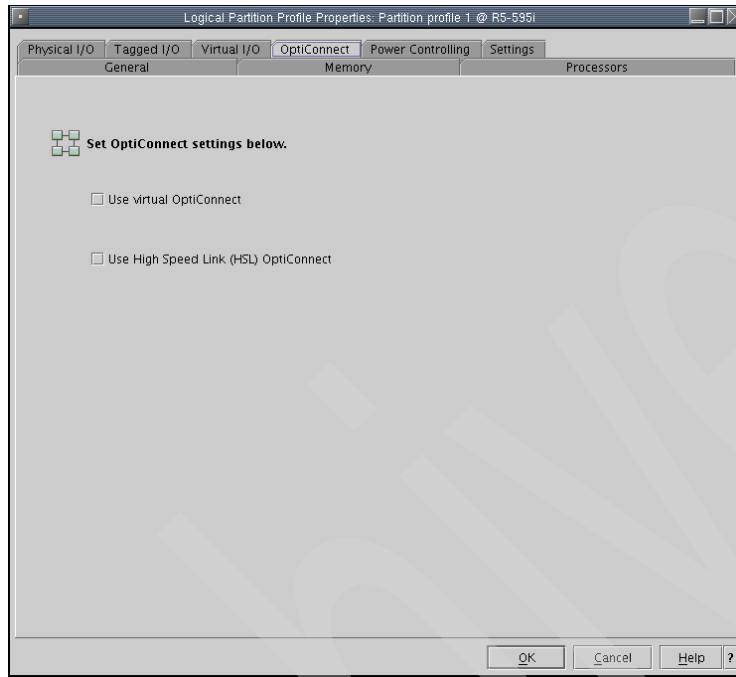 Logical Partition Profile Properties: Partition profile 1 @ R5-595i
Physical I/O Tagged I/O Virtual I/O OptiConnect Power Controlling Settings
General Memory Processors
Set OptiConnect settings below.
Use virtual OptiConnect
Use High Speed Link (HSL) OptiConnect
OK Cancel Help ?